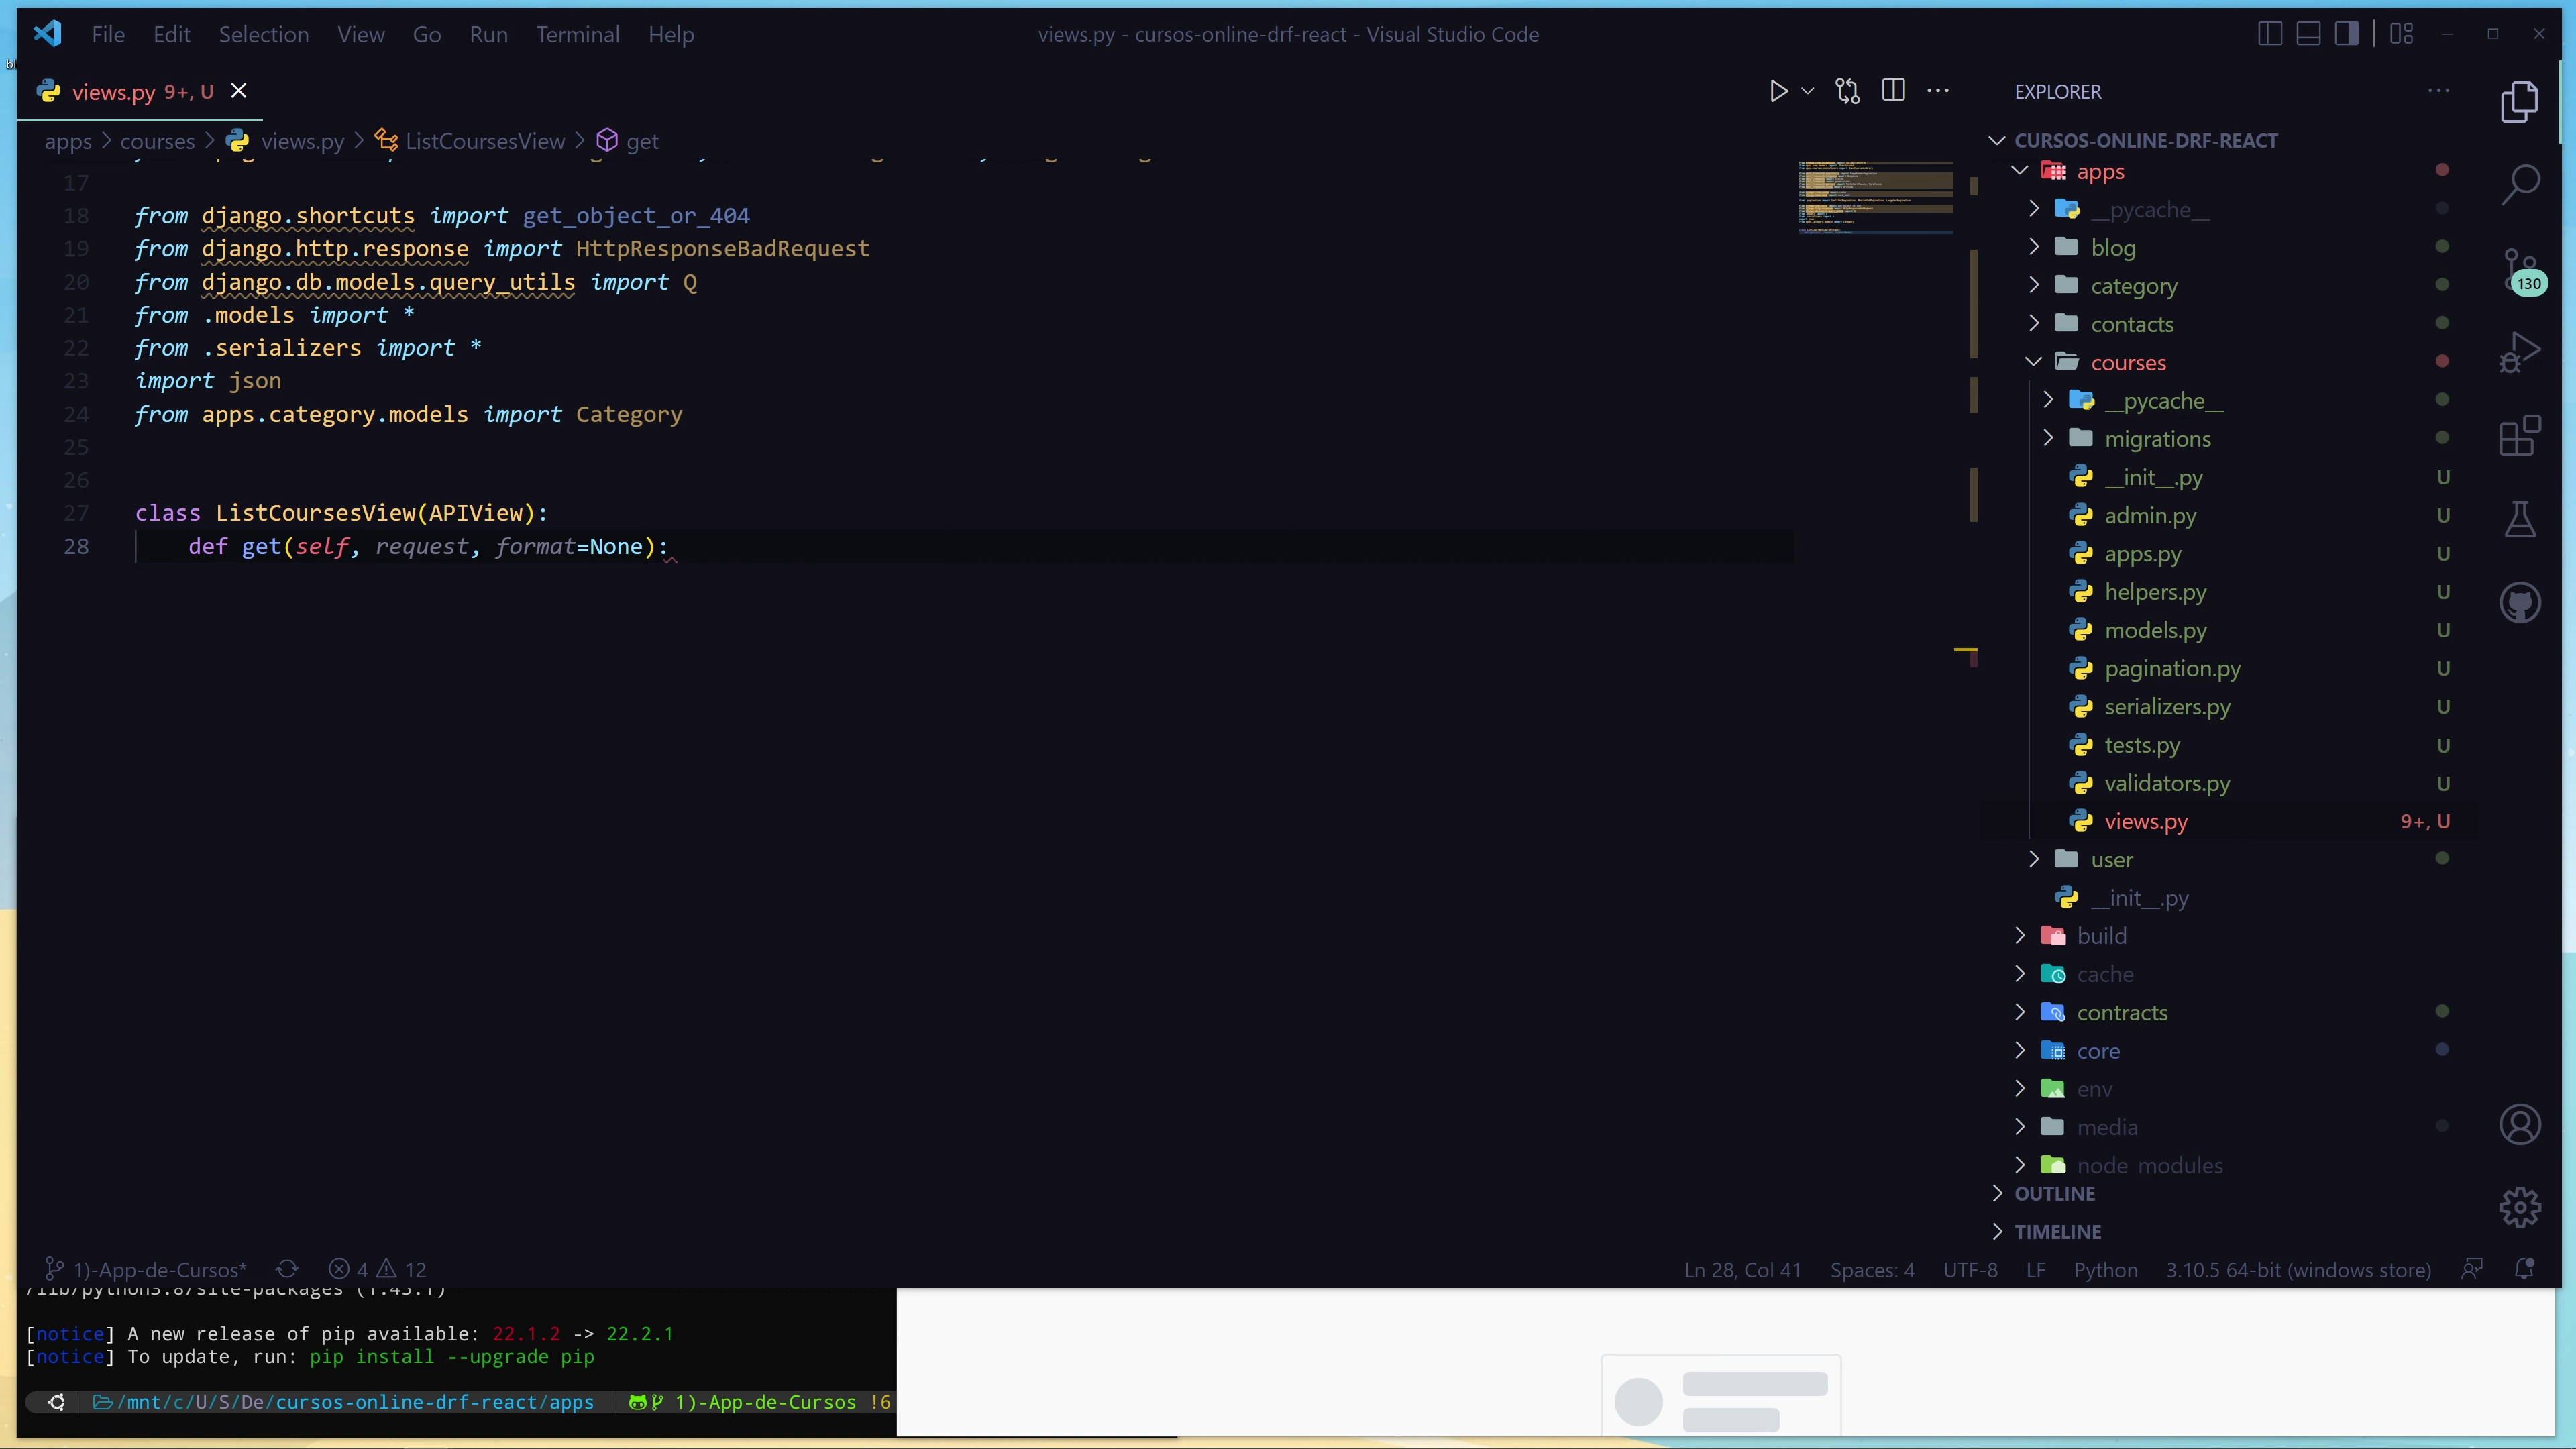 File Edit Selection View Go Run Terminal Help
views.py - cursos-online-drf-react - Visual Studio Code
views.py 9+, U
apps > courses > views.py > ListCoursesView > get
17
18 from django.shortcuts import get_object_or_404
19 from django.http.response import HttpResponseBadRequest
20 from django.db.models.query_utils import Q
21 from .models import *
22 from .serializers import *
23 import json
24 from apps.category.models import Category
25
26
27 class ListCoursesView(APIView):
28 def get(self, request, format=None):
EXPLORER
CURSOS-ONLINE-DRF-REACT
apps
__pycache__
blog
category
contacts
courses
__pycache__
migrations
__init__.py U
admin.py U
apps.py U
helpers.py U
models.py U
pagination.py U
serializers.py U
tests.py U
validators.py U
views.py 9+, U
user
__init__.py
build
cache
contracts
core
env
media
node_modules
OUTLINE
TIMELINE
130
1)-App-de-Cursos* 4 12
Ln 28, Col 41 Spaces: 4 UTF-8 LF Python 3.10.5 64-bit (windows store)
/lib/python3.8/site-packages (1.43.1)
[notice] A new release of pip available: 22.1.2 -> 22.2.1
[notice] To update, run: pip install --upgrade pip
/mnt/c/U/S/De/cursos-online-drf-react/apps 1)-App-de-Cursos !6